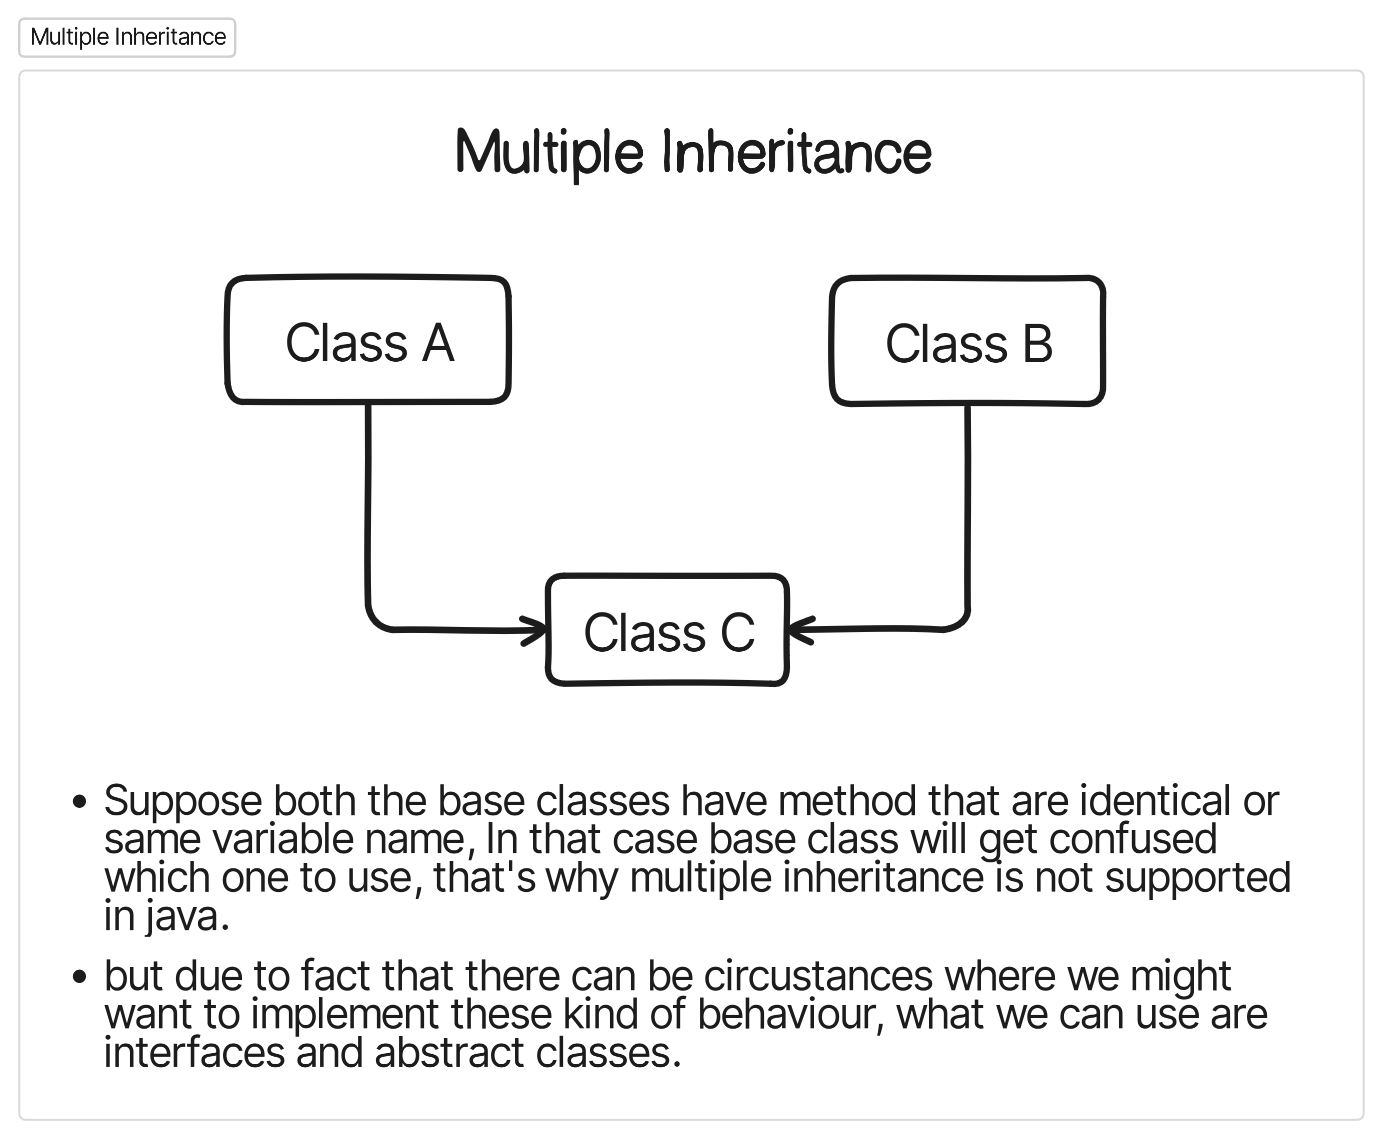 Multiple Inheritance
Multiple Inheritance
Class A
Class B
Class C
• Suppose both the base classes have method that are identical or
same variable name, In that case base class will get confused
which one to use, that's why multiple inheritance is not supported
in java.
• but due to fact that there can be circustances where we might
want to implement these kind of behaviour, what we can use are
interfaces and abstract classes.